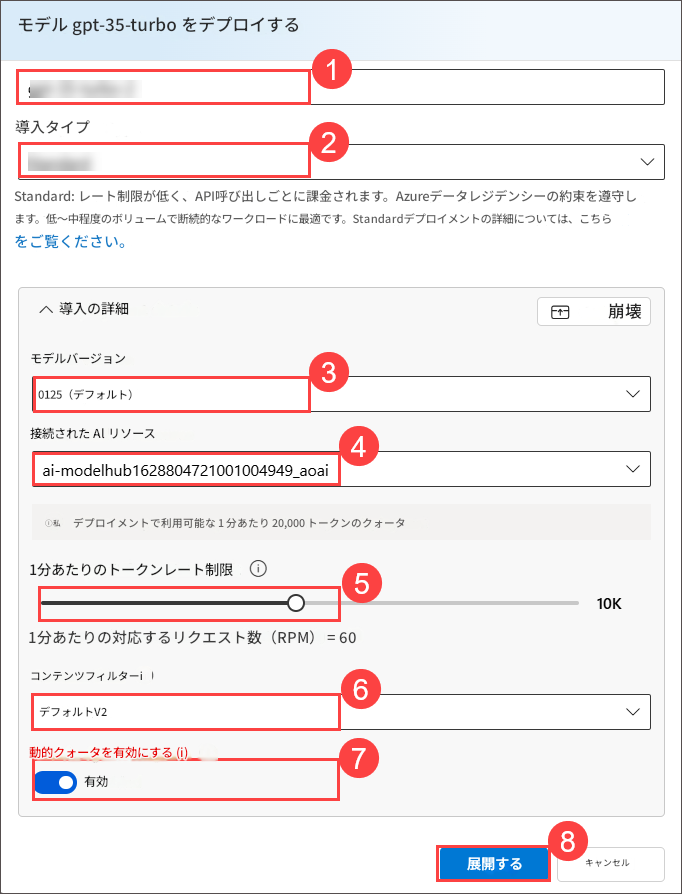 モデル gpt-35-turbo をデプロイする
1
導入タイプ
2
Standard: レート制限が低く、API呼び出しごとに課金されます。Azureデータレジデンシーの約束を遵守し
ます。低～中程度のボリュームで断続的なワークロードに最適です。Standardデプロイメントの詳細については、こちら
をご覧ください。
導入の詳細
崩壊
モデルバージョン
3
0125（デフォルト）
接続された AI リソース
4
ai-modelhub1628804721001004949_aoai
ⓘ私 デプロイメントで利用可能な 1 分あたり 20,000 トークンのクォータ
1分あたりのトークンレート制限 ⓘ
5
10K
1分あたりの対応するリクエスト数（RPM）= 60
コンテンツフィルターi
6
デフォルトV2
動的クォータを有効にする (i)
7
有効
8
展開する
キャンセル